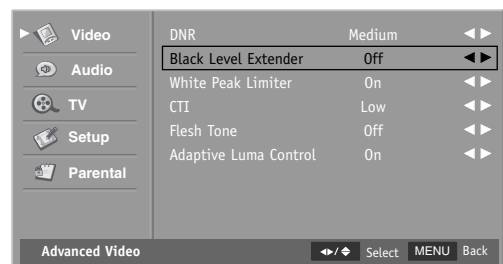 Video
Audio
TV
Setup
Parental
DNR Medium
Black Level Extender Off
White Peak Limiter On
CTI Low
Flesh Tone Off
Adaptive Luma Control On
Advanced Video Select MENU Back